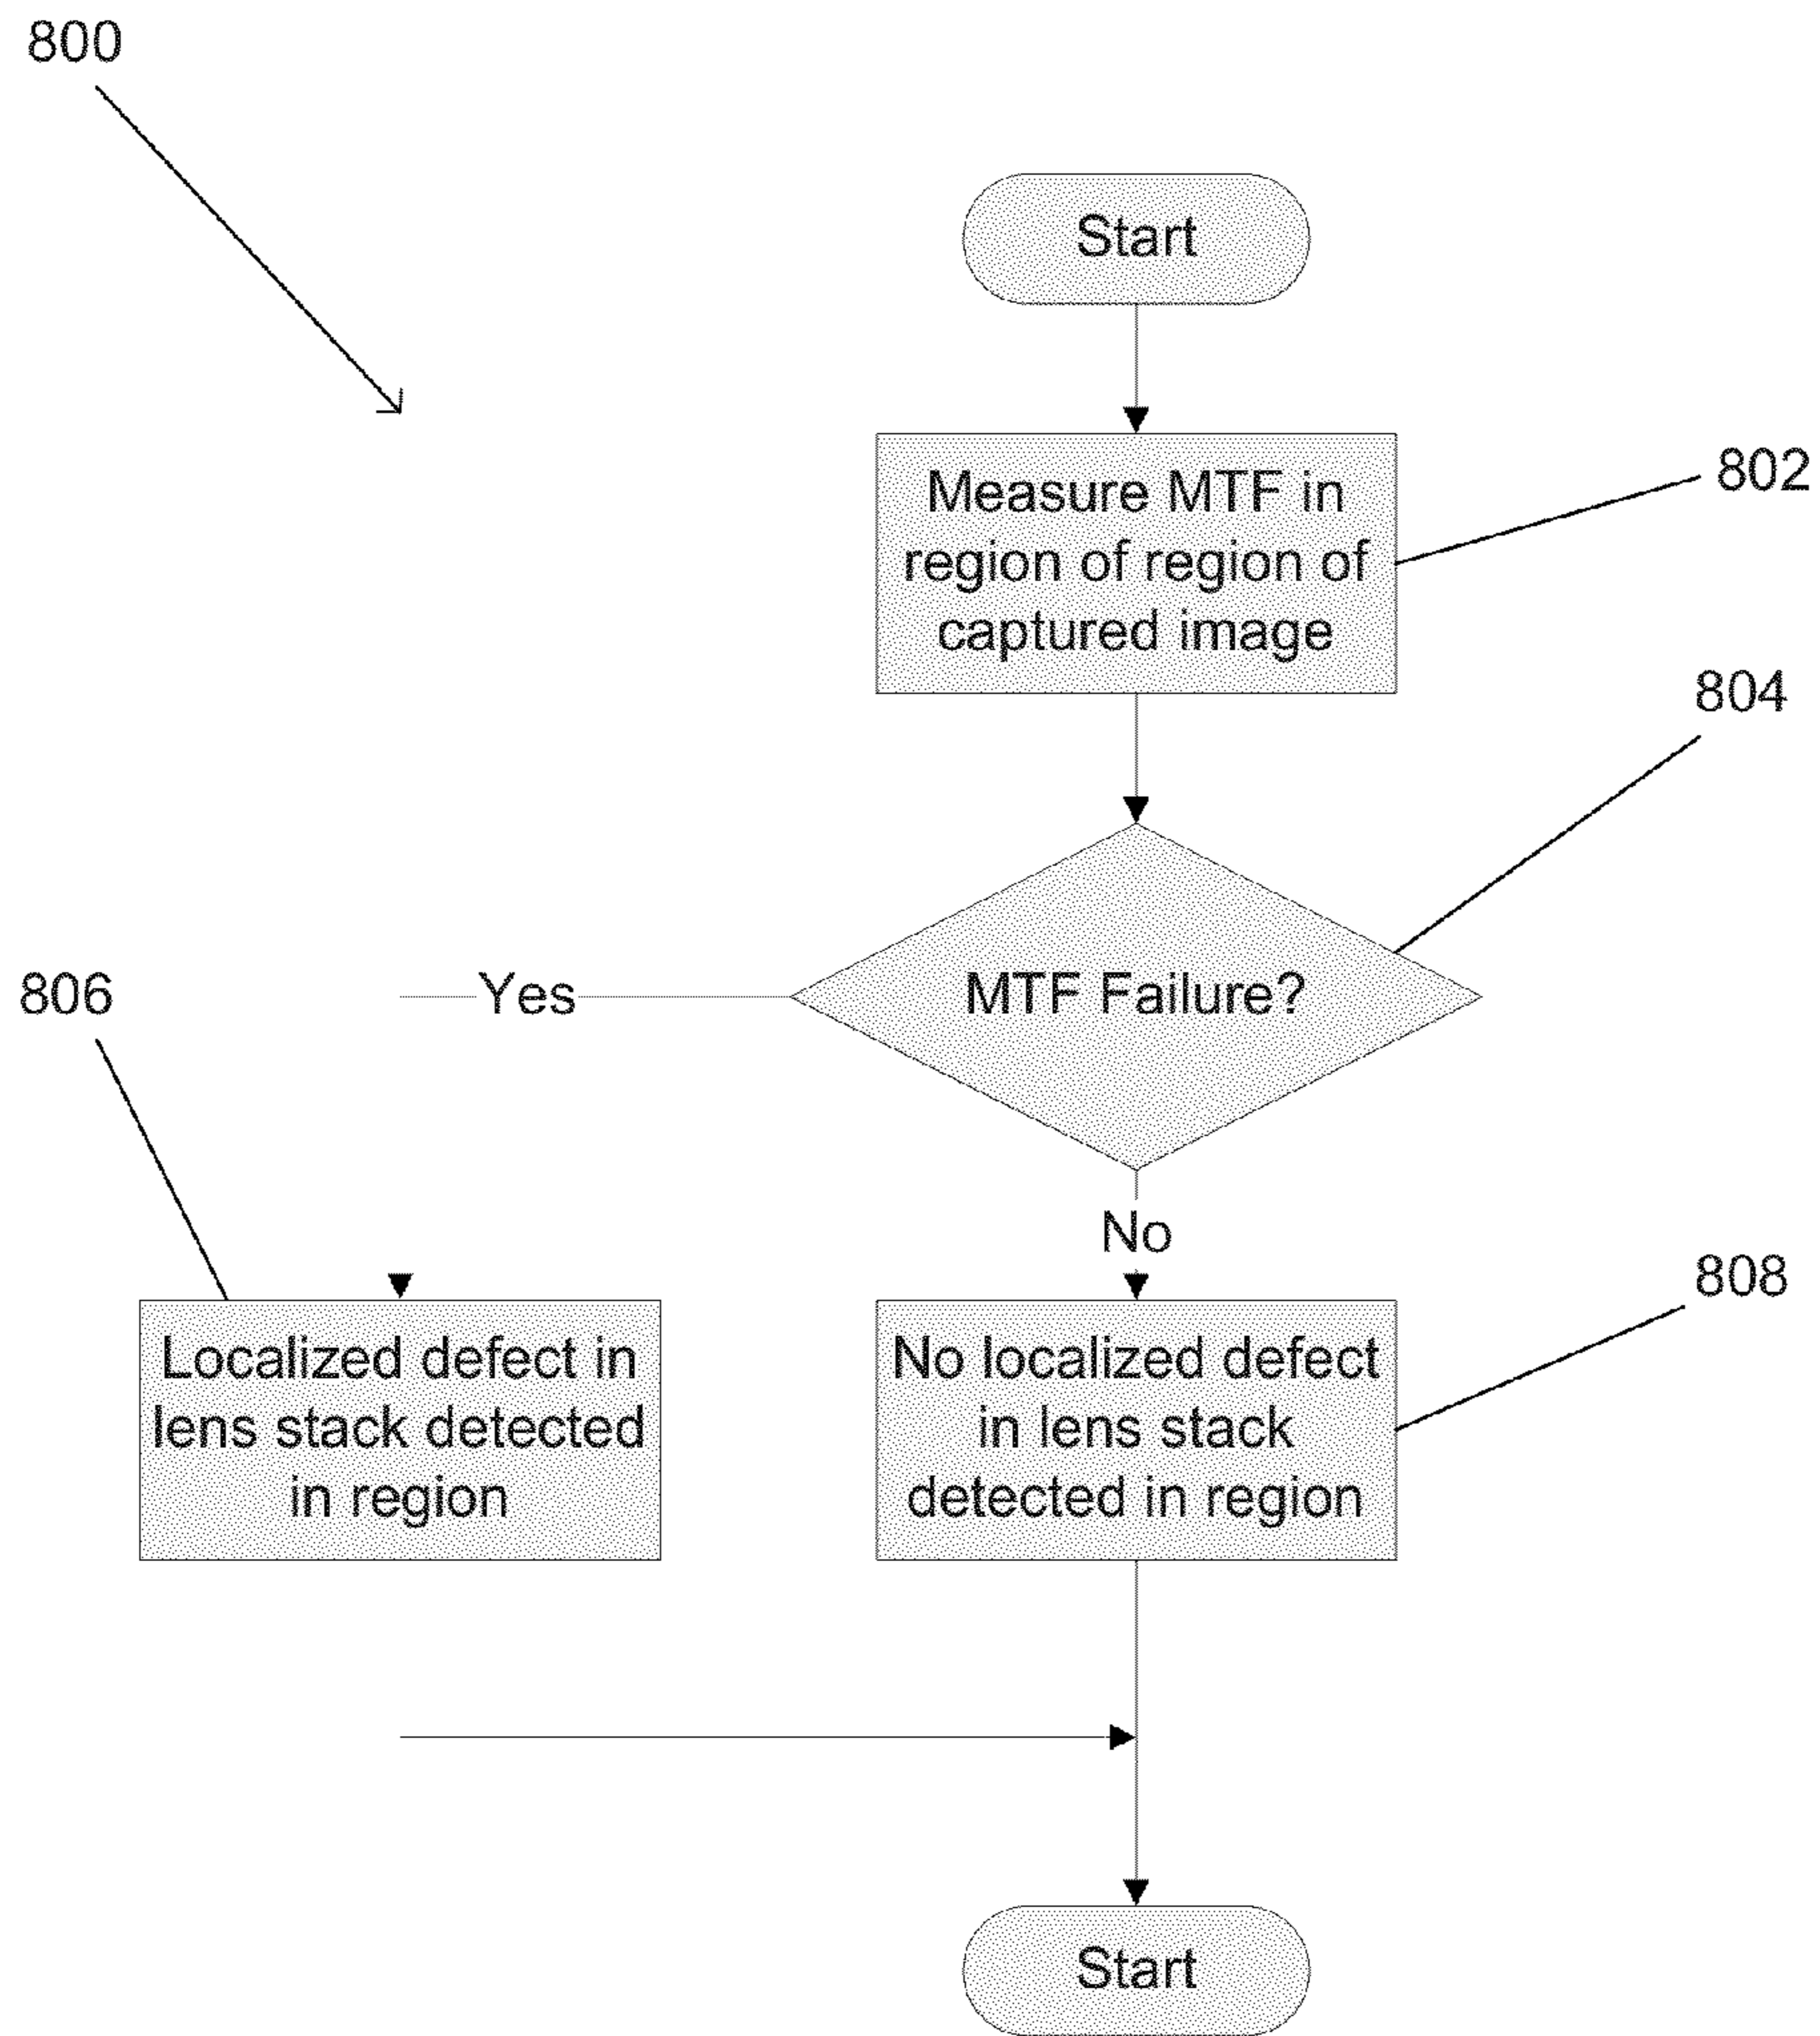 800
Start
Measure MTF in
region of region of
captured image
802
804
MTF Failure?
Yes
806
No
808
Localized defect in
lens stack detected
in region
No localized defect
in lens stack
detected in region
Start